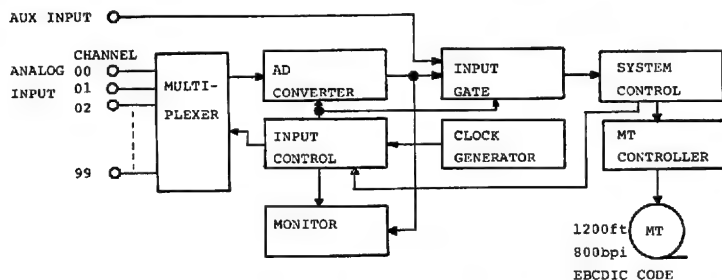 AUX INPUT
CHANNEL
ANALOG 00
INPUT 01
02
99
MULTI-
PLEXER
AD
CONVERTER
INPUT
GATE
SYSTEM
CONTROL
INPUT
CONTROL
CLOCK
GENERATOR
MT
CONTROLLER
MONITOR
1200ft
800bpi
MT
EBCDIC CODE